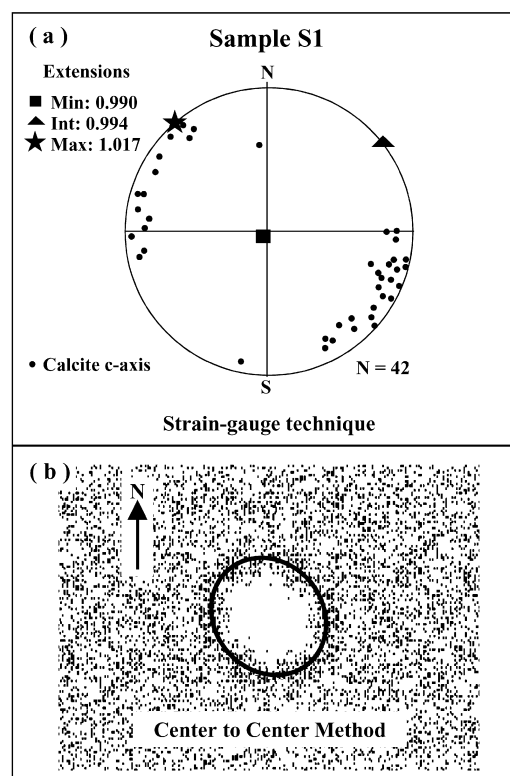 ( a )
Sample S1
Extensions
Min: 0.990
Int: 0.994
Max: 1.017
N
Calcite c-axis
S
N = 42
Strain-gauge technique
( b )
N
Center to Center Method